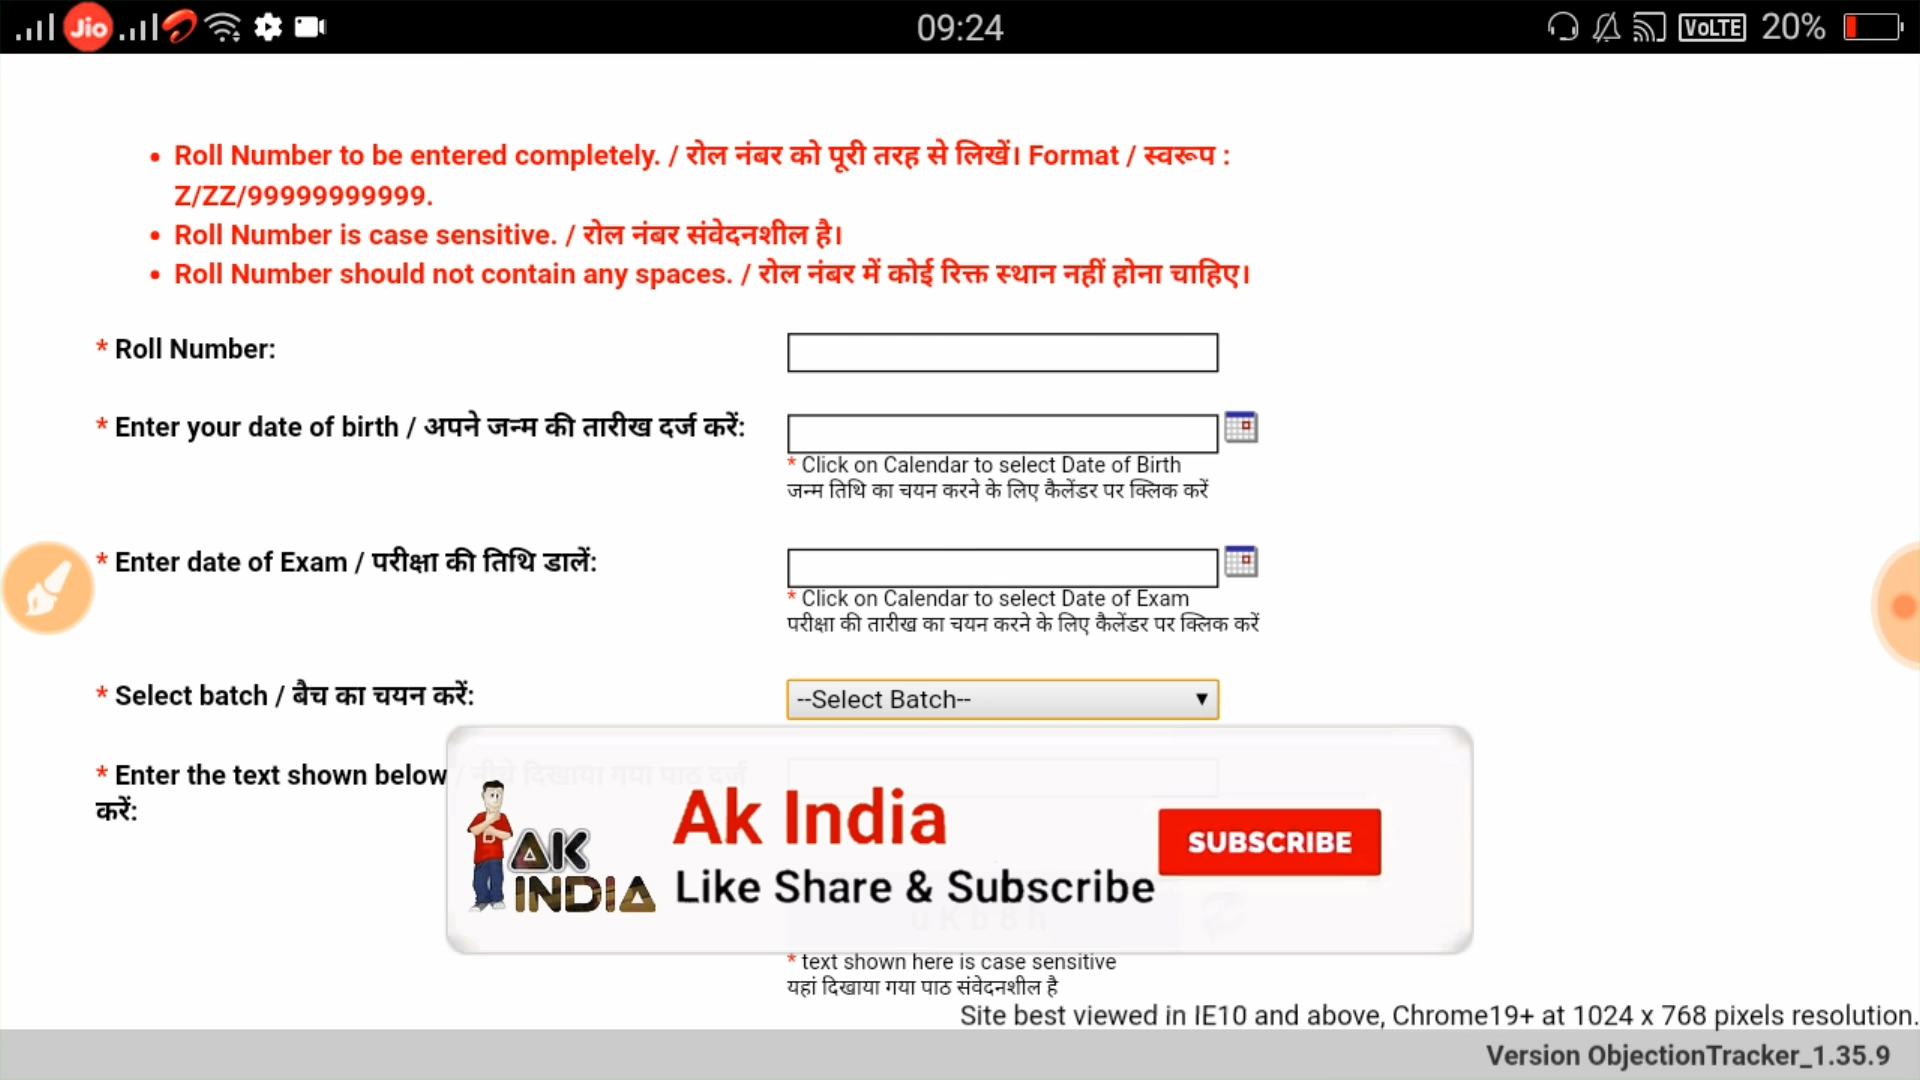 Jio
09:24
VoLTE 20%
• Roll Number to be entered completely. / रोल नंबर को पूरी तरह से लिखें। Format / स्वरूप :
Z/ZZ/99999999999.
• Roll Number is case sensitive. / रोल नंबर संवेदनशील है।
• Roll Number should not contain any spaces. / रोल नंबर में कोई रिक्त स्थान नहीं होना चाहिए।
* Roll Number:
* Enter your date of birth / अपने जन्म की तारीख दर्ज करें:
* Click on Calendar to select Date of Birth
जन्म तिथि का चयन करने के लिए कैलेंडर पर क्लिक करें
* Enter date of Exam / परीक्षा की तिथि डालें:
* Click on Calendar to select Date of Exam
परीक्षा की तारीख का चयन करने के लिए कैलेंडर पर क्लिक करें
* Select batch / बैच का चयन करें:
--Select Batch--
* Enter the text shown below / नीचे दिखाया गया पाठ दर्ज
करें:
AK
INDIA
Ak India
Like Share & Subscribe
SUBSCRIBE
uKb8h
* text shown here is case sensitive
यहां दिखाया गया पाठ संवेदनशील है
Site best viewed in IE10 and above, Chrome19+ at 1024 x 768 pixels resolution.
Version ObjectionTracker_1.35.9